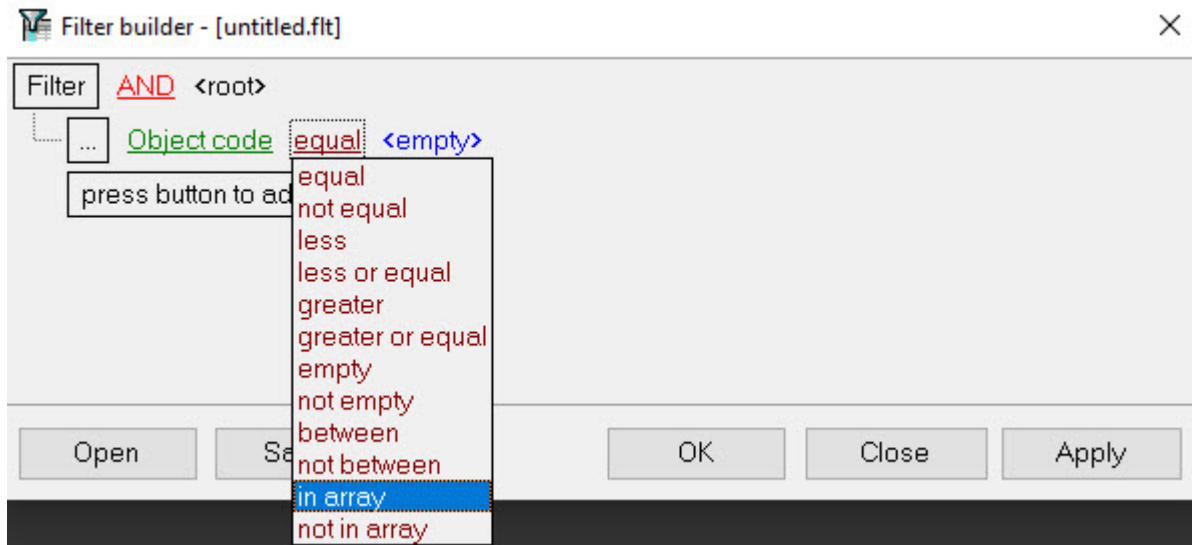 Filter builder - [untitled.flt]
Filter AND <root>
... Object code equal <empty>
press button to ad
equal
not equal
less
less or equal
greater
greater or equal
empty
not empty
between
not between
in array
not in array
Open Sa OK Close Apply